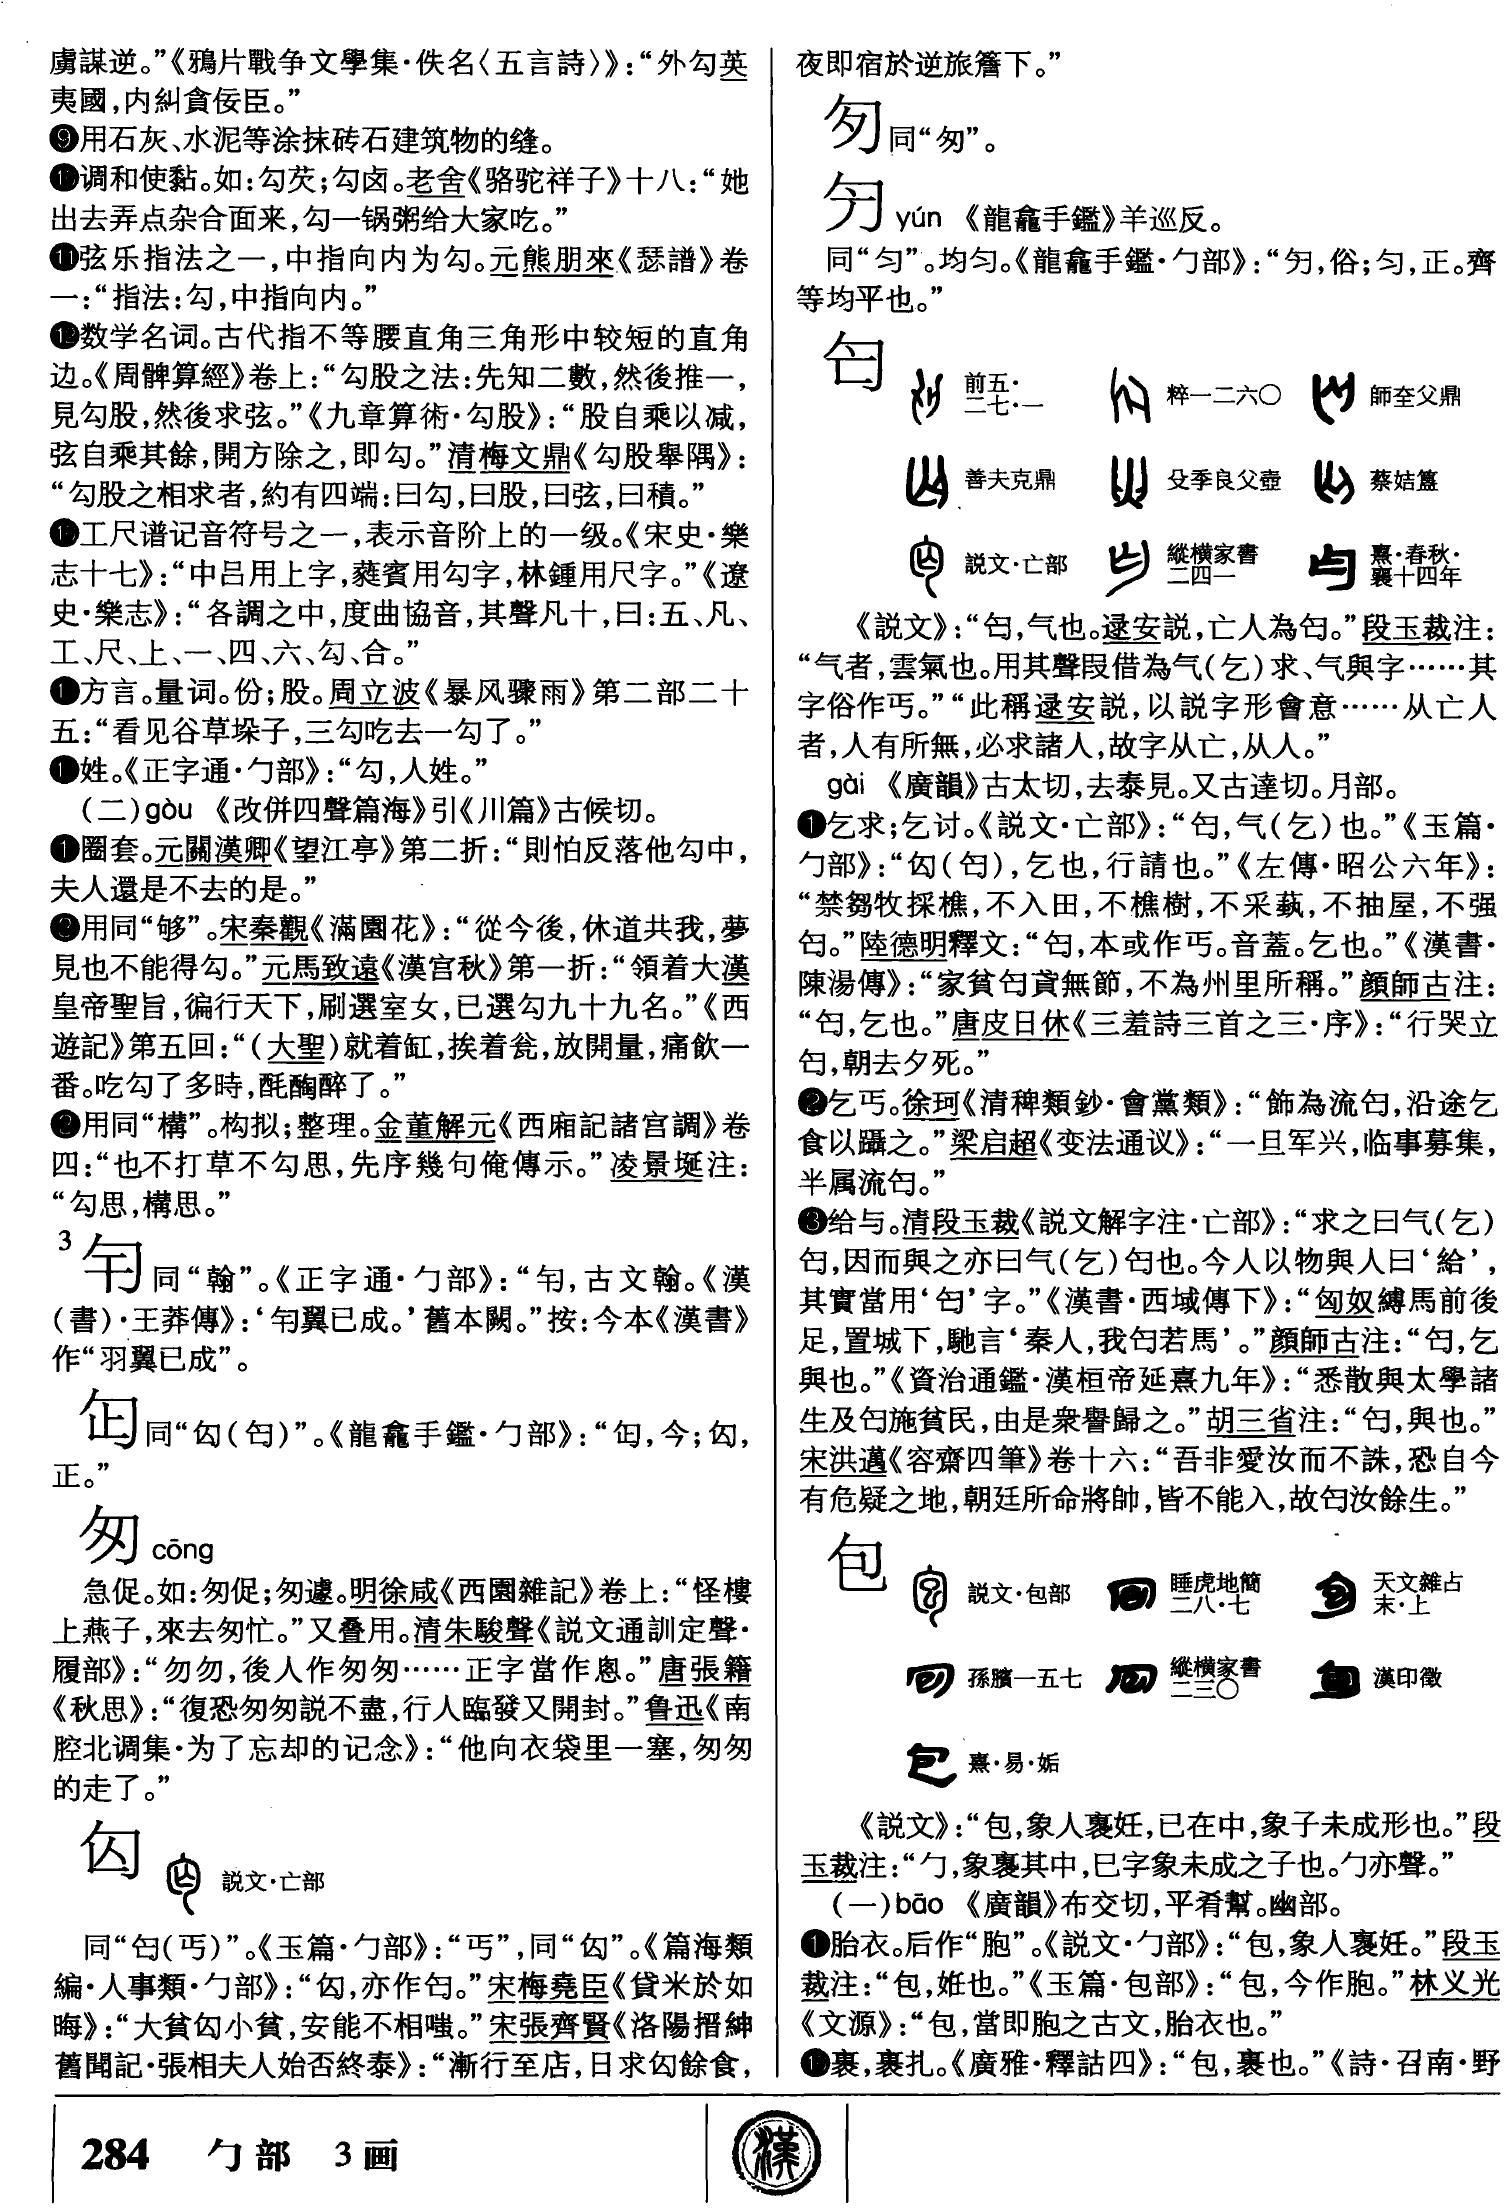 虜謀逆。”《鴉片戰争文學集·佚名〈五言詩〉》：“外勾英
夷國，内糾貪佞臣。”
❾用石灰、水泥等涂抹砖石建筑物的缝。
❿调和使黏。如：勾芡；勾卤。老舍《骆驼祥子》十八：“她
出去弄点杂合面来，勾一锅粥给大家吃。”
⓫弦乐指法之一，中指向内为勾。元熊朋來《瑟譜》卷
一：“指法：勾，中指向内。”
⓬数学名词。古代指不等腰直角三角形中较短的直角
边。《周髀算經》卷上：“勾股之法：先知二數，然後推一，
見勾股，然後求弦。”《九章算術·勾股》：“股自乘以减，
弦自乘其餘，開方除之，即勾。”清梅文鼎《勾股舉隅》：
“勾股之相求者，約有四端：曰勾，曰股，曰弦，曰積。”
⓭工尺谱记音符号之一，表示音阶上的一级。《宋史·樂
志十七》：“中吕用上字，蕤賓用勾字，林鍾用尺字。”《遼
史·樂志》：“各調之中，度曲協音，其聲凡十，曰：五、凡、
工、尺、上、一、四、六、勾、合。”
⓮方言。量词。份；股。周立波《暴风骤雨》第二部二十
五：“看见谷草垛子，三勾吃去一勾了。”
⓯姓。《正字通·勹部》：“勾，人姓。”
（二）gòu 《改併四聲篇海》引《川篇》古候切。
❶圈套。元關漢卿《望江亭》第二折：“則怕反落他勾中，
夫人還是不去的是。”
❷用同“够”。宋秦觀《滿園花》：“從今後，休道共我，夢
見也不能得勾。”元馬致遠《漢宫秋》第一折：“領着大漢
皇帝聖旨，徧行天下，刷選室女，已選勾九十九名。”《西
遊記》第五回：“（大聖）就着缸，挨着瓮，放開量，痛飲一
番。吃勾了多時，酕醄醉了。”
❸用同“構”。构拟；整理。金董解元《西廂記諸宫調》卷
四：“也不打草不勾思，先序幾句俺傳示。”凌景埏注：
“勾思，構思。”
3 同“翰”。《正字通·勹部》：“，古文翰。《漢
（書）·王莽傳》：‘翼已成。’舊本闕。”按：今本《漢書》
作“羽翼已成”。
同“匃（匄）”。《龍龕手鑑·勹部》：“，今；匃，
正。”
匆 cōng
急促。如：匆促；匆遽。明徐咸《西園雜記》卷上：“怪樓
上燕子，來去匆忙。”又叠用。清朱駿聲《説文通訓定聲·
履部》：“勿勿，後人作匆匆……正字當作悤。”唐張籍
《秋思》：“復恐匆匆説不盡，行人臨發又開封。”鲁迅《南
腔北调集·为了忘却的记念》：“他向衣袋里一塞，匆匆
的走了。”
匃 説文·亡部
同“匄（丐）”。《玉篇·勹部》：“丐”，同“匃”。《篇海類
編·人事類·勹部》：“匃，亦作匄。”宋梅堯臣《貸米於如
晦》：“大貧匃小貧，安能不相嗤。”宋張齊賢《洛陽搢紳
舊聞記·張相夫人始否終泰》：“漸行至店，日求匃餘食，
夜即宿於逆旅簷下。”
同“匆”。
yún 《龍龕手鑑》羊巡反。
同“匀”。均匀。《龍龕手鑑·勹部》：“，俗；匀，正。齊
等均平也。”
匄 前五·二七·一 粹一二六〇 師𡘇父鼎
善夫克鼎 殳季良父壺 蔡姞簋
説文·亡部 縱横家書二四一 熹·春秋·襄十四年
《説文》：“匄，气也。逯安説，亡人為匄。”段玉裁注：
“气者，雲氣也。用其聲叚借為气（乞）求、气與字……其
字俗作丐。”“此稱逯安説，以説字形會意……从亡人
者，人有所無，必求諸人，故字从亡，从人。”
gài 《廣韻》古太切，去泰見。又古達切。月部。
❶乞求；乞讨。《説文·亡部》：“匄，气（乞）也。”《玉篇·
勹部》：“匃（匄），乞也，行請也。”《左傳·昭公六年》：
“禁芻牧採樵，不入田，不樵樹，不采蓺，不抽屋，不强
匄。”陸德明釋文：“匄，本或作丐。音蓋。乞也。”《漢書·
陳湯傳》：“家貧匄貣無節，不為州里所稱。”顔師古注：
“匄，乞也。”唐皮日休《三羞詩三首之三·序》：“行哭立
匄，朝去夕死。”
❷乞丐。徐珂《清稗類鈔·會黨類》：“飾為流匄，沿途乞
食以躡之。”梁启超《变法通议》：“一旦军兴，临事募集，
半属流匄。”
❸给与。清段玉裁《説文解字注·亡部》：“求之曰气（乞）
匄，因而與之亦曰气（乞）匄也。今人以物與人曰‘給’，
其實當用‘匄’字。”《漢書·西域傳下》：“匈奴縛馬前後
足，置城下，馳言‘秦人，我匄若馬’。”顔師古注：“匄，乞
與也。”《資治通鑑·漢桓帝延熹九年》：“悉散與太學諸
生及匄施貧民，由是衆譽歸之。”胡三省注：“匄，與也。”
宋洪邁《容齋四筆》卷十六：“吾非愛汝而不誅，恐自今
有危疑之地，朝廷所命將帥，皆不能入，故匄汝餘生。”
包 説文·包部 睡虎地簡二八·七 天文雜占末·上
孫臏一五七 縱横家書二三〇 漢印徵
熹·易·姤
《説文》：“包，象人裹妊，已在中，象子未成形也。”段
玉裁注：“勹，象裹其中，巳字象未成之子也。勹亦聲。”
（一）bāo 《廣韻》布交切，平肴幫。幽部。
❶胎衣。后作“胞”。《説文·勹部》：“包，象人裹妊。”段玉
裁注：“包，妊也。”《玉篇·包部》：“包，今作胞。”林义光
《文源》：“包，當即胞之古文，胎衣也。”
❷裹，裹扎。《廣雅·釋詁四》：“包，裹也。”《詩·召南·野
284 勹部 3画
漢